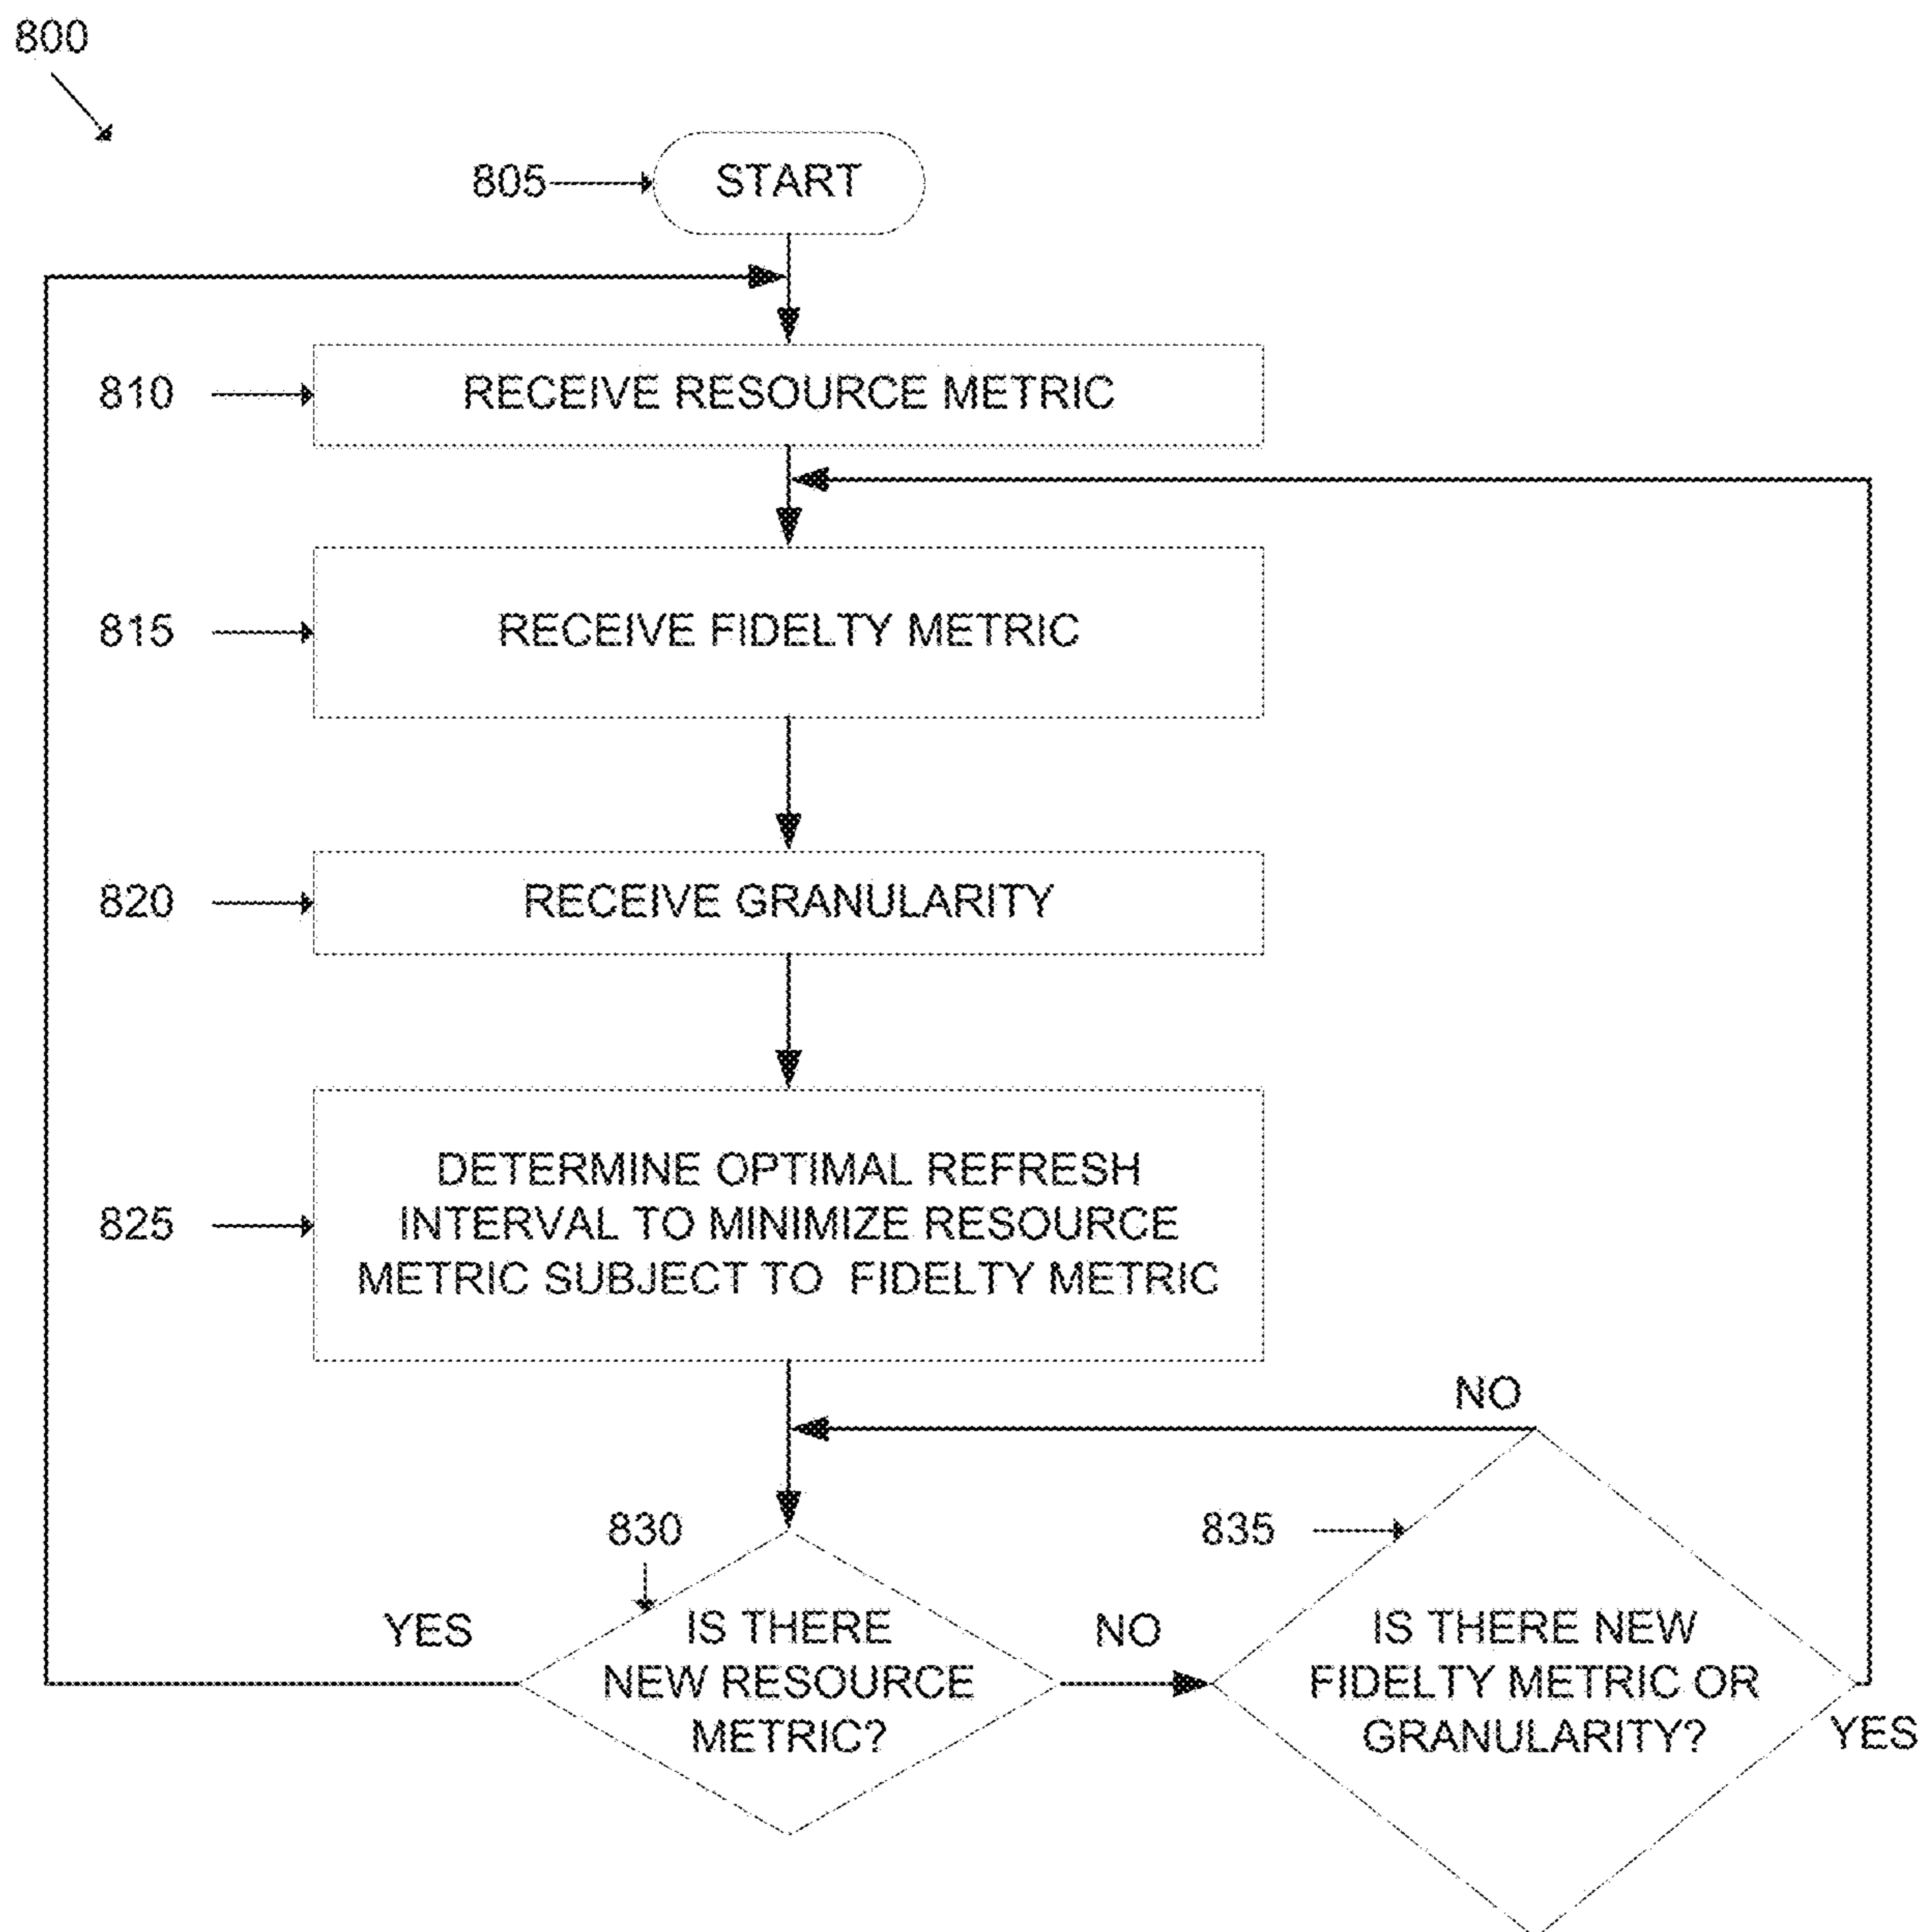 800
805
START
810
RECEIVE RESOURCE METRIC
815
RECEIVE FIDELTY METRIC
820
RECEIVE GRANULARITY
825
DETERMINE OPTIMAL REFRESH
INTERVAL TO MINIMIZE RESOURCE
METRIC SUBJECT TO FIDELTY METRIC
NO
830
835
YES
IS THERE
NEW RESOURCE
METRIC?
NO
IS THERE NEW
FIDELTY METRIC OR
GRANULARITY?
YES